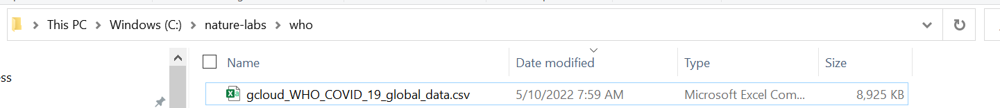 This PC > Windows (C:) > nature-labs > who
Name Date modified Type Size
ss
gcloud_WHO_COVID_19_global_data.csv 5/10/2022 7:59 AM Microsoft Excel Com... 8,925 KB